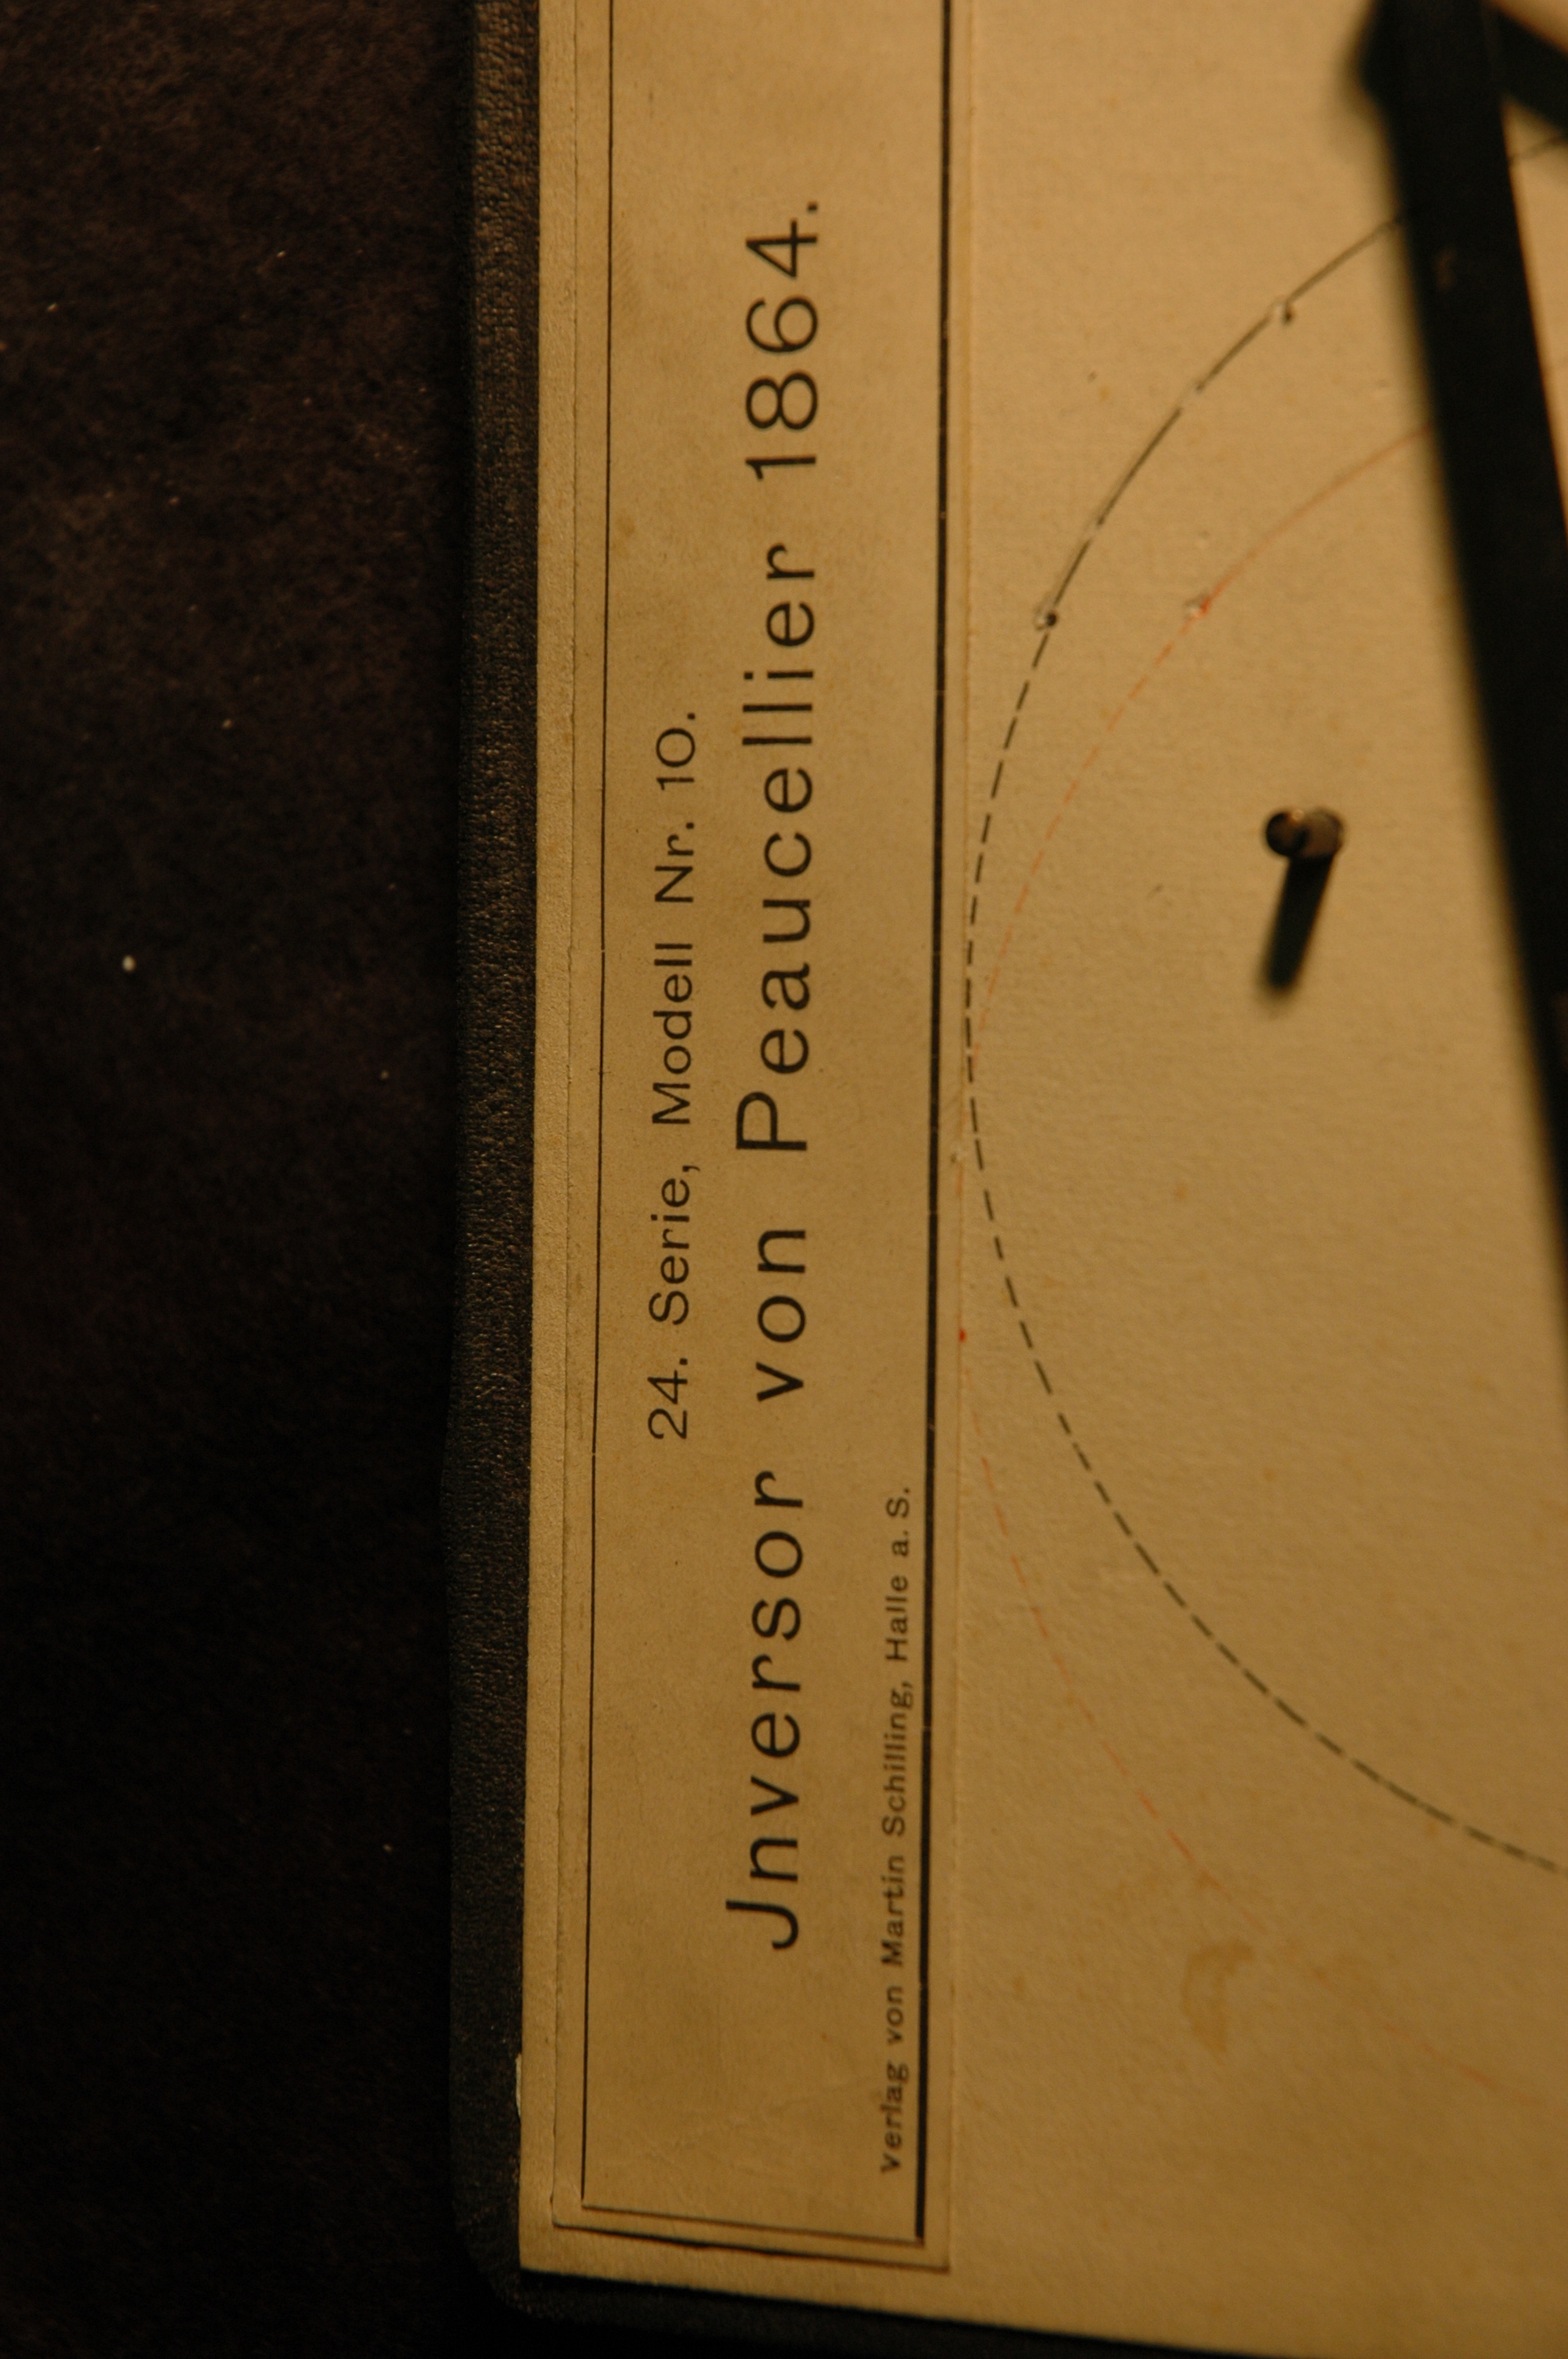 24. Serie, Modell Nr. 10.
Jnversor von Peaucellier 1864.
Verlag von Martin Schilling, Halle a. S.